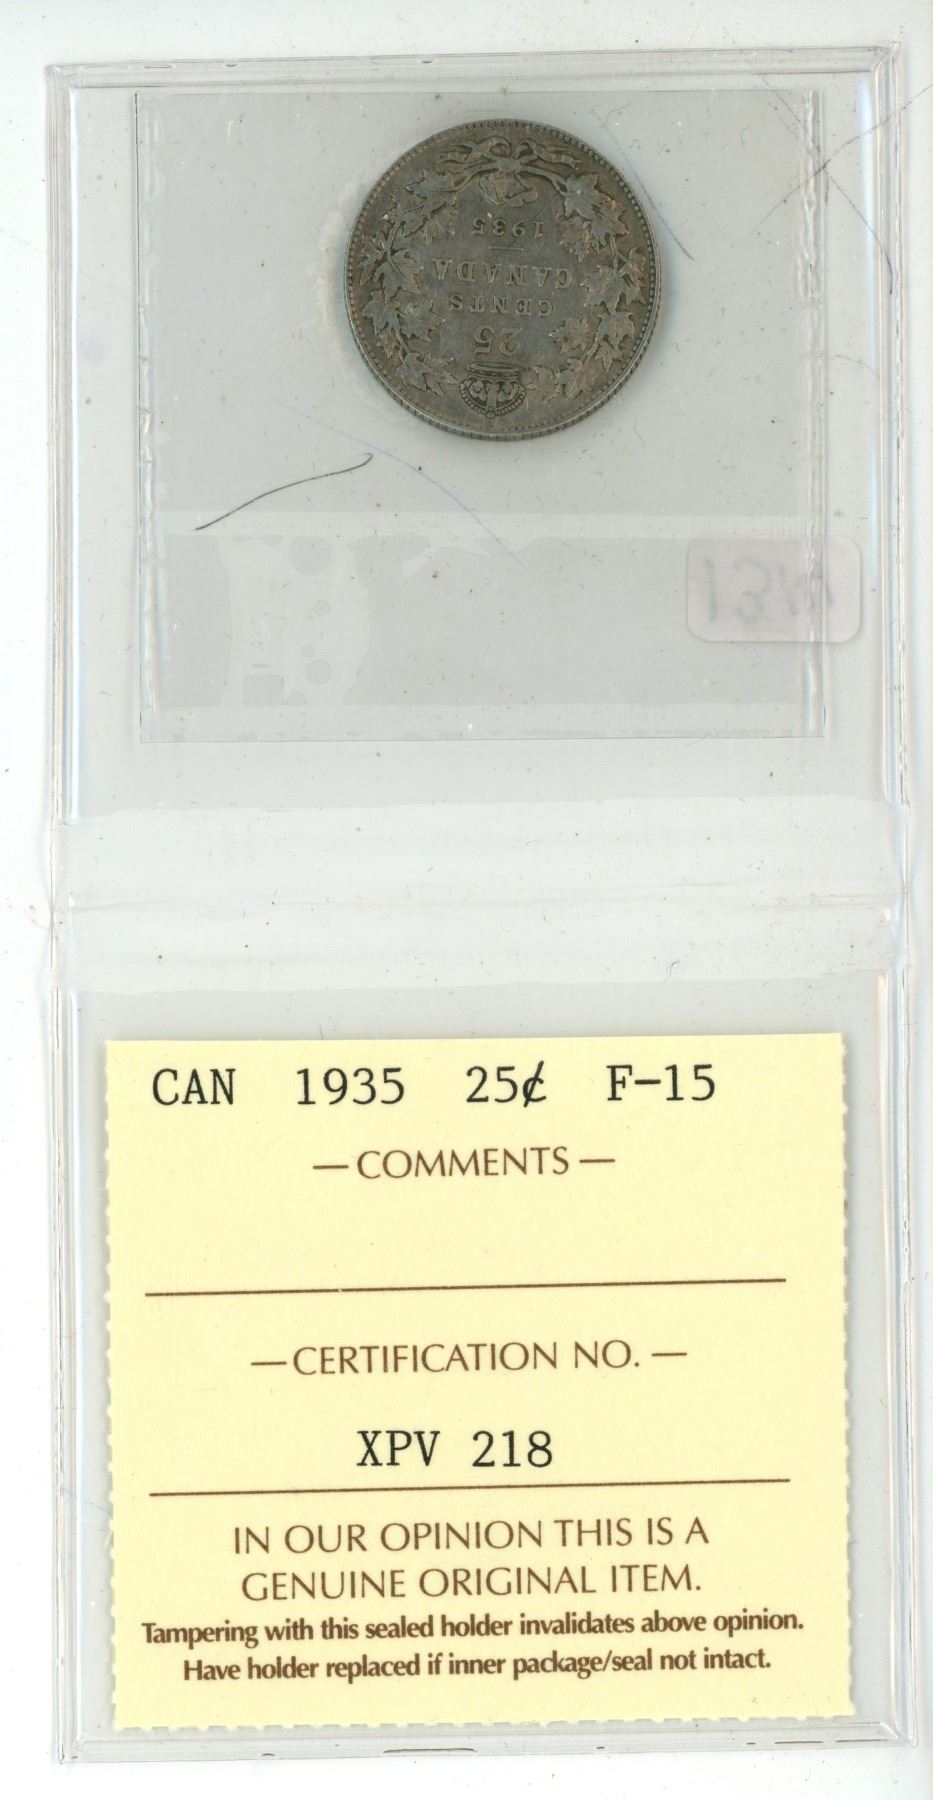 25
CENTS
CANADA
1935
CAN 1935 25¢ F-15
—COMMENTS—
—CERTIFICATION NO.—
XPV 218
IN OUR OPINION THIS IS A
GENUINE ORIGINAL ITEM.
Tampering with this sealed holder invalidates above opinion.
Have holder replaced if inner package/seal not intact.